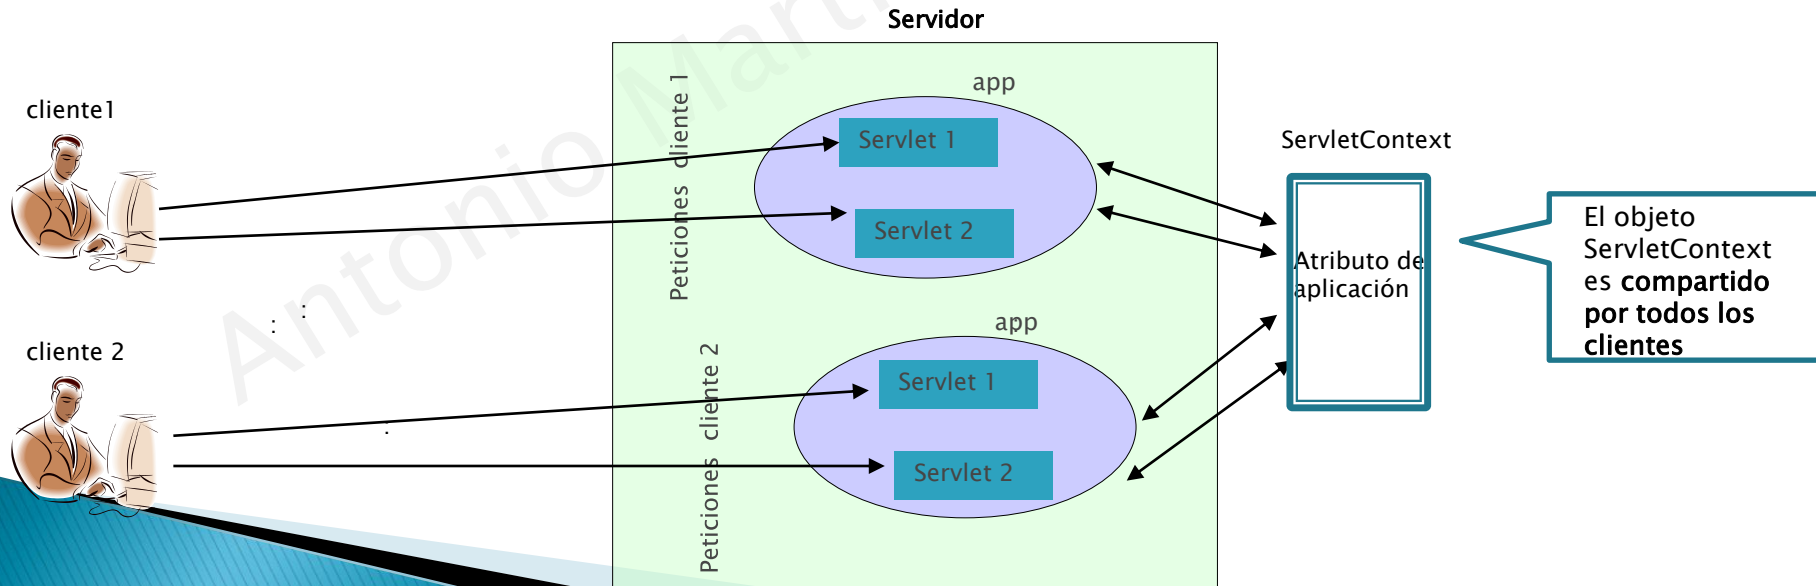 Servidor
cliente1
Peticiones cliente 1
app
Servlet 1
Servlet 2
ServletContext
Atributo de
aplicación
El objeto
ServletContext
es compartido
por todos los
clientes
cliente 2
Peticiones cliente 2
app
Servlet 1
Servlet 2
Antonio